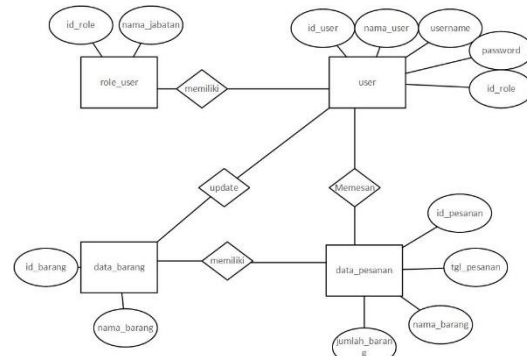 id_role
nama_jabatan
id_user
nama_user
username
password
role_user
memiliki
user
id_role
update
Memesan
id_pesanan
id_barang
data_barang
memiliki
data_pesanan
tgl_pesanan
nama_barang
nama_barang
jumlah_baran
g